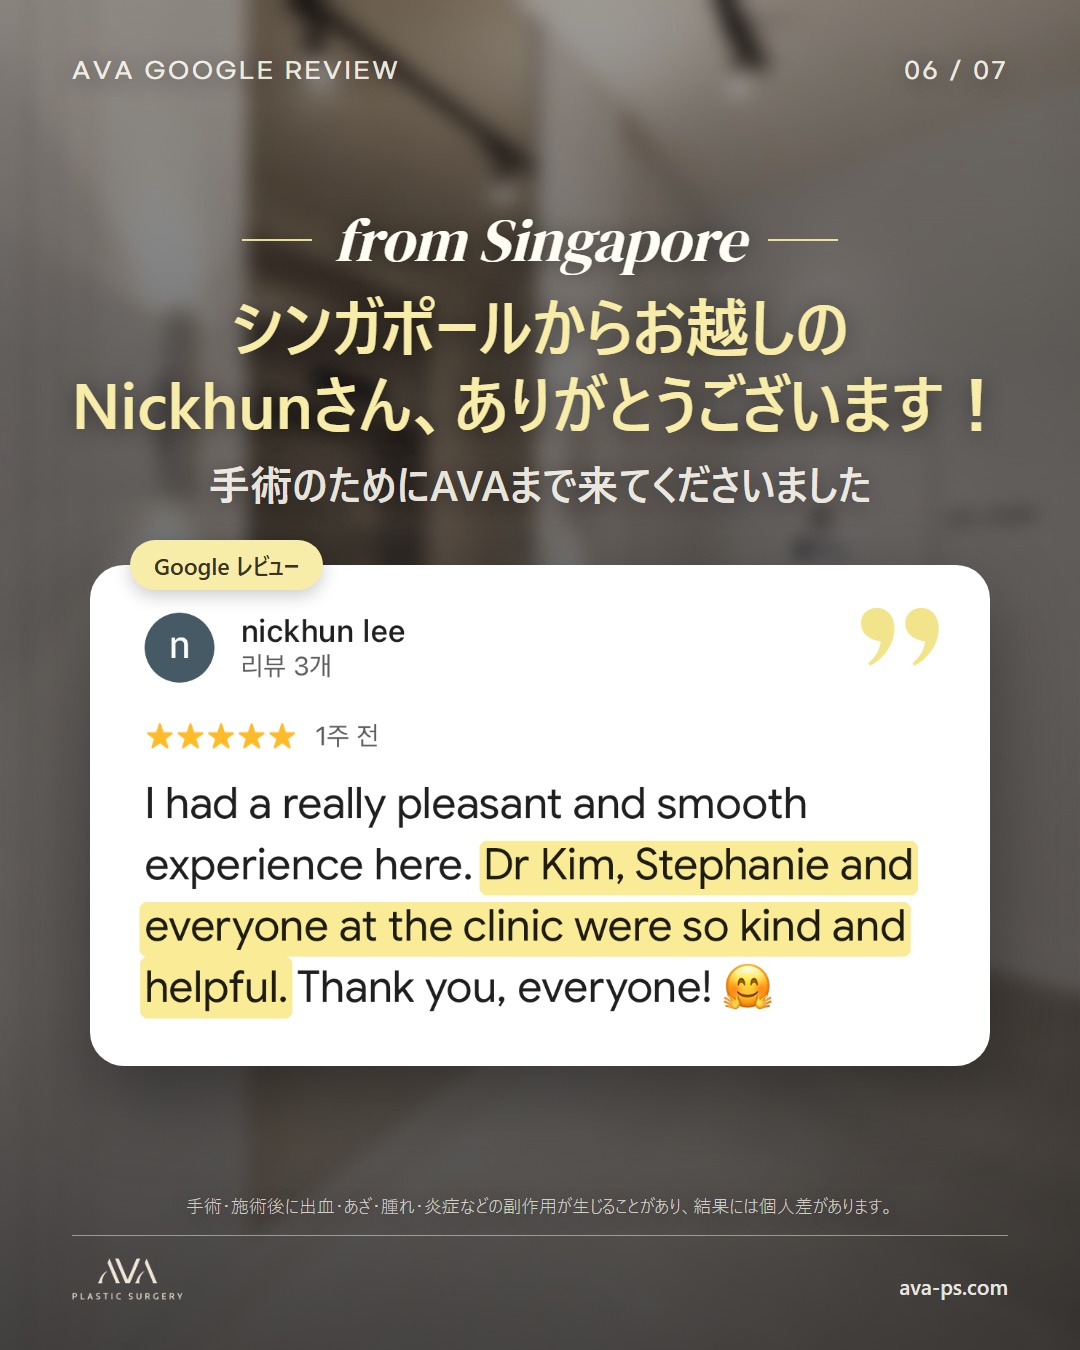 AVA GOOGLE REVIEW
06 / 07
from Singapore
シンガポールからお越しの
Nickhunさん、ありがとうございます！
手術のためにAVAまで来てくださいました
Google レビュー
n
nickhun lee
리뷰 3개
★★★★★ 1주 전
I had a really pleasant and smooth
experience here. Dr Kim, Stephanie and
everyone at the clinic were so kind and
helpful. Thank you, everyone! 🤗
手術・施術後に出血・あざ・腫れ・炎症などの副作用が生じることがあり、結果には個人差があります。
AVA
PLASTIC SURGERY
ava-ps.com